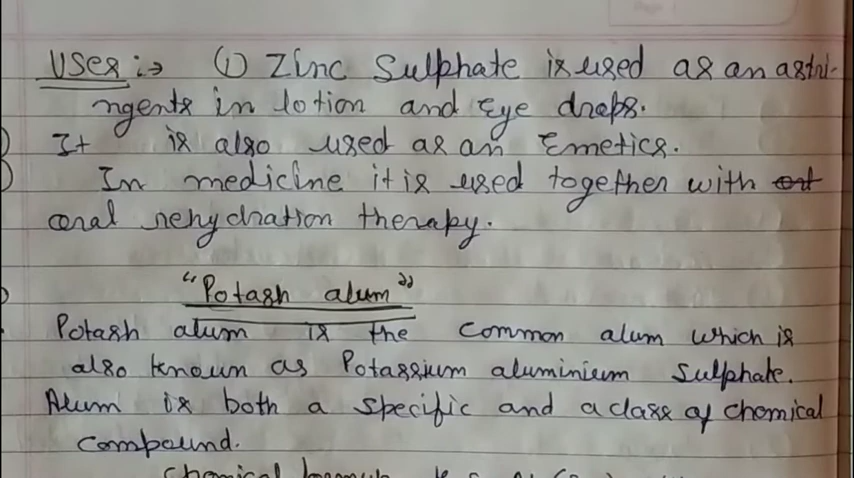 Uses :→ (i) Zinc Sulphate is used as an astri-
ngents in lotion and Eye drops.
It is also used as an Emetics.
In medicine it is used together with
oral rehydration therapy.
"Potash alum"
Potash alum is the common alum which is
also known as Potassium aluminium Sulphate.
Alum is both a specific and a class of chemical
compound.
Chemical formula